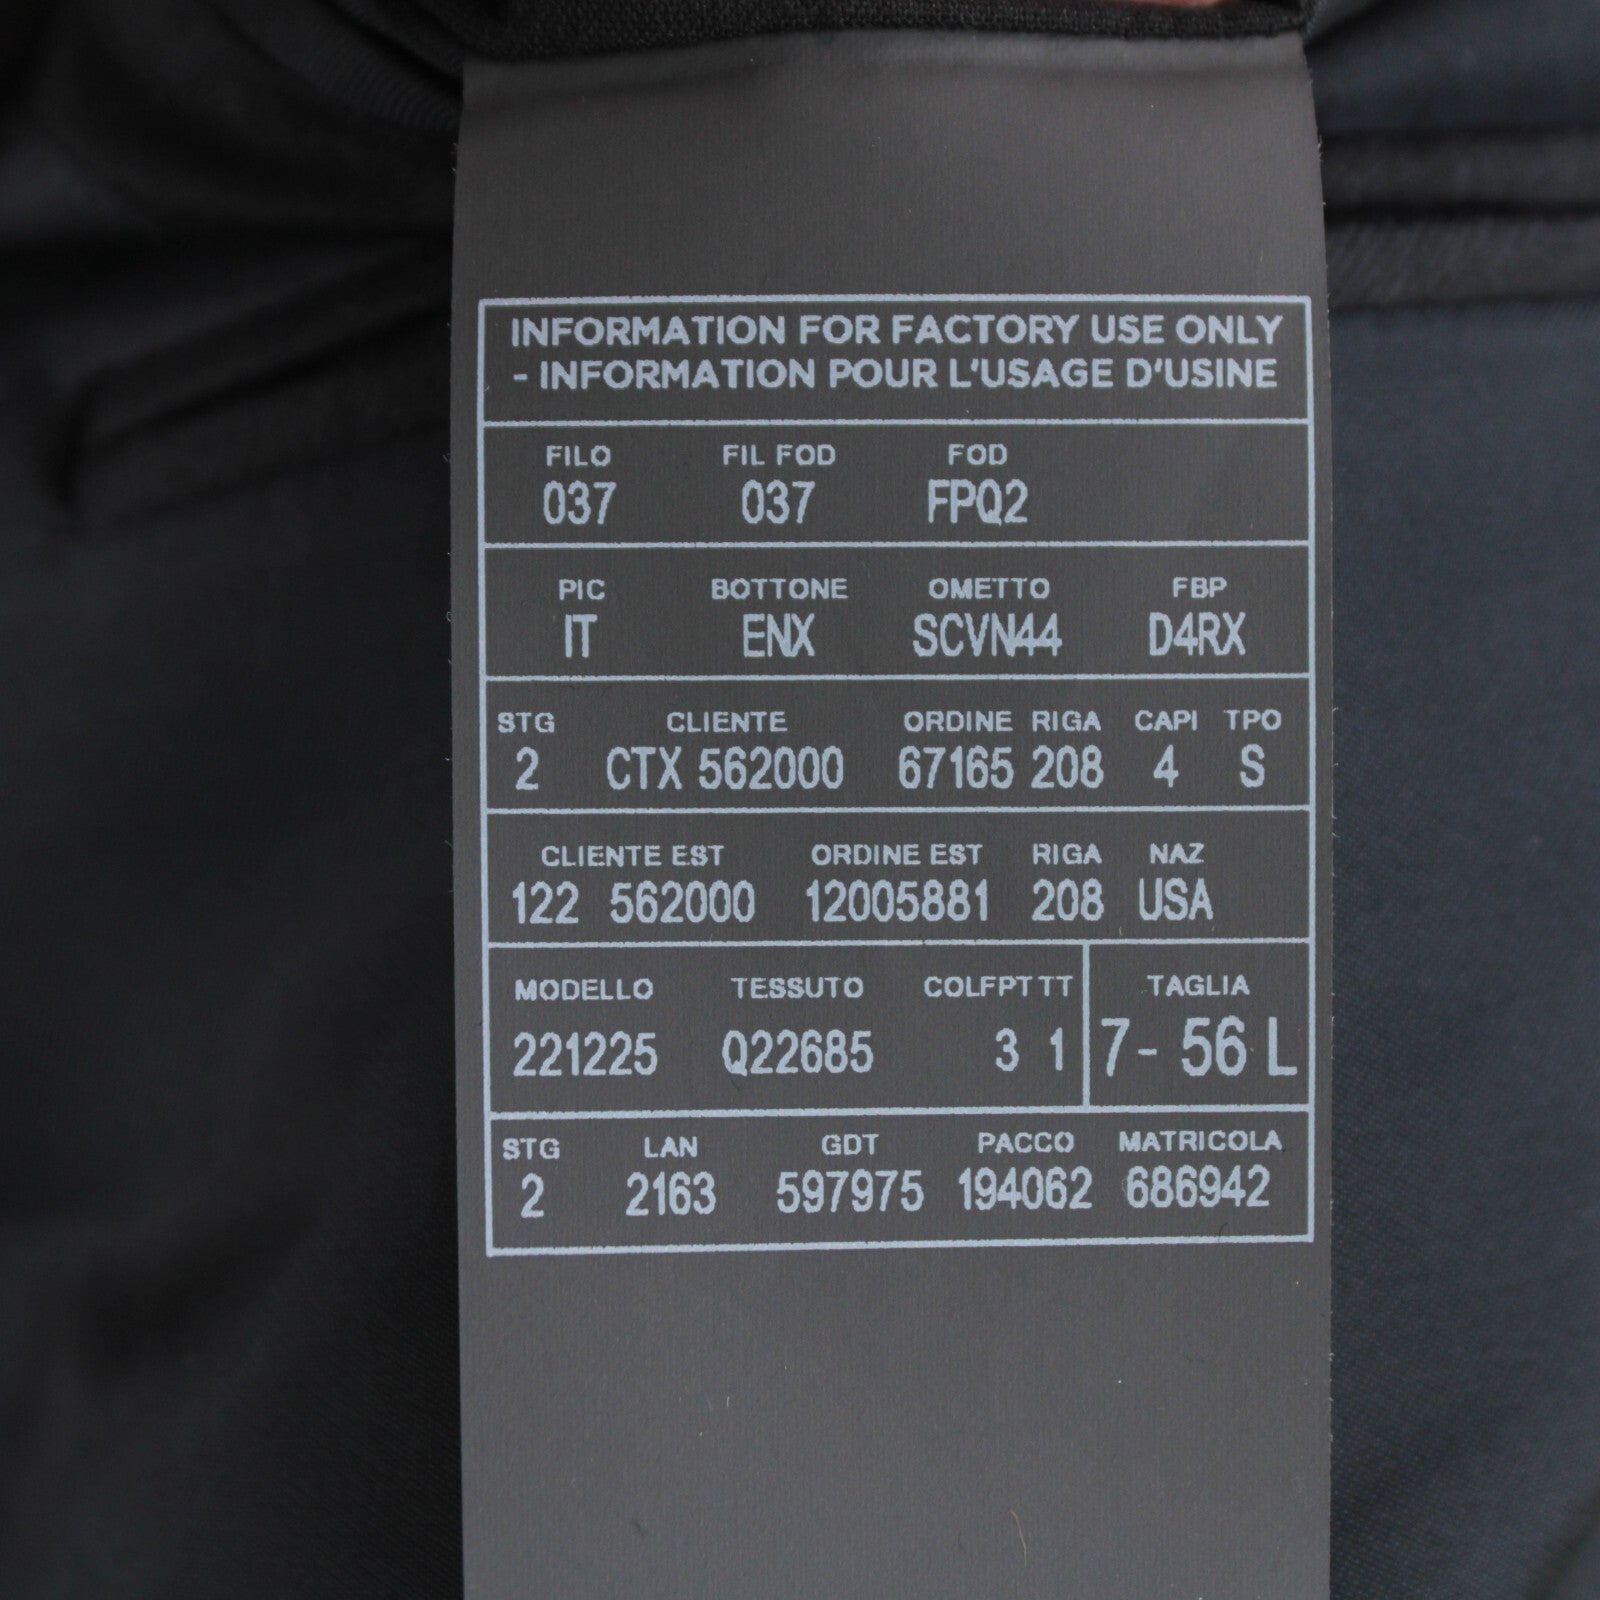 INFORMATION FOR FACTORY USE ONLY
- INFORMATION POUR L'USAGE D'USINE
FILO FIL FOD FOD
037 037 FPQ2
PIC BOTTONE OMETTO FBP
IT ENX SCVN44 D4RX
STG CLIENTE ORDINE RIGA CAPI TPO
2 CTX 562000 67165 208 4 S
CLIENTE EST ORDINE EST RIGA NAZ
122 562000 12005881 208 USA
MODELLO TESSUTO COLFPTTT TAGLIA
221225 Q22685 3 1 7- 56 L
STG LAN GDT PACCO MATRICOLA
2 2163 597975 194062 686942